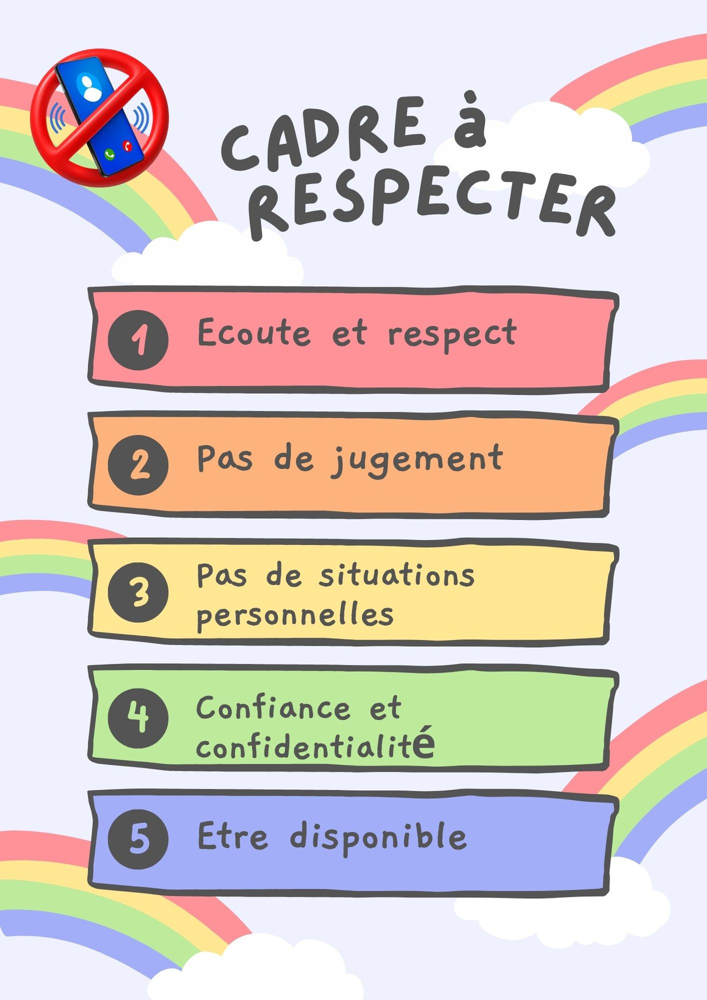 CADRE à
RESPECTER
1 Ecoute et respect
2 Pas de jugement
3 Pas de situations
personnelles
4 Confiance et
confidentialité
5 Etre disponible